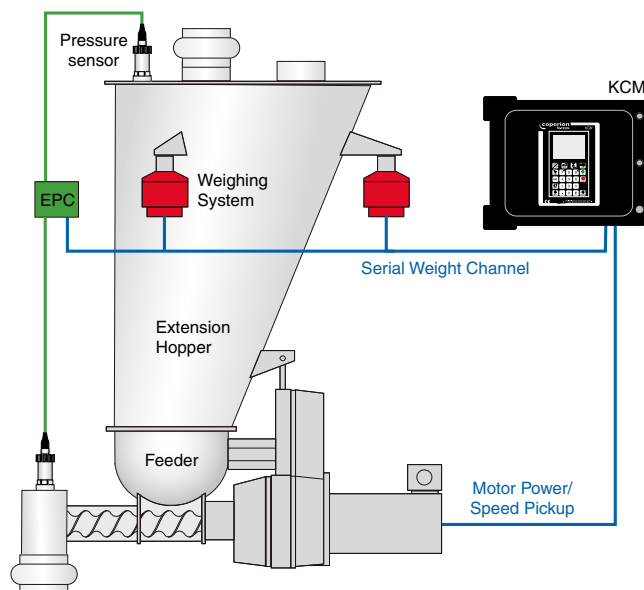 Pressure
sensor
KCM
coperion
EPC
Weighing
System
Serial Weight Channel
Extension
Hopper
Feeder
Motor Power/
Speed Pickup